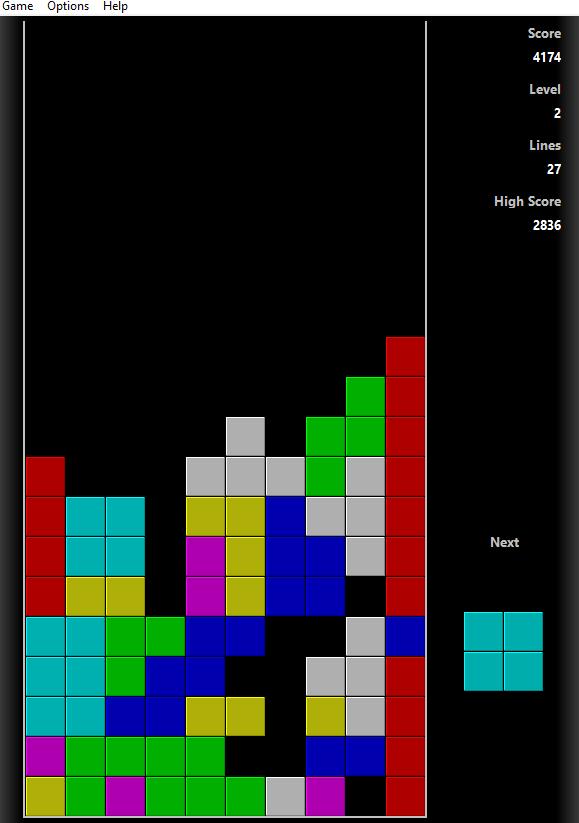 Game Options Help
Score
4174
Level
2
Lines
27
High Score
2836
Next